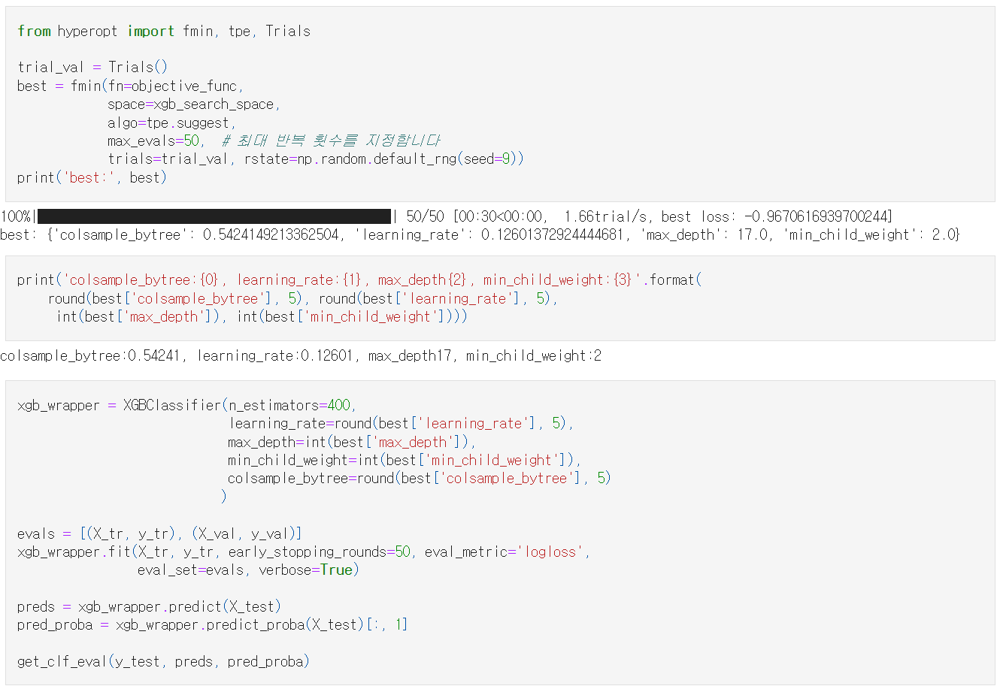 from hyperopt import fmin, tpe, Trials
trial_val = Trials()
best = fmin(fn=objective_func,
space=xgb_search_space,
algo=tpe.suggest,
max_evals=50,  # 최대 반복 횟수를 지정합니다
trials=trial_val, rstate=np.random.default_rng(seed=9))
print('best:', best)
100%|██████████| 50/50 [00:30<00:00,  1.66trial/s, best loss: -0.9670616939700244]
best: {'colsample_bytree': 0.5424149213362504, 'learning_rate': 0.12601372924444681, 'max_depth': 17.0, 'min_child_weight': 2.0}
print('colsample_bytree:{0}, learning_rate:{1}, max_depth{2}, min_child_weight:{3}'.format(
round(best['colsample_bytree'], 5), round(best['learning_rate'], 5),
int(best['max_depth']), int(best['min_child_weight'])))
colsample_bytree:0.54241, learning_rate:0.12601, max_depth17, min_child_weight:2
xgb_wrapper = XGBClassifier(n_estimators=400,
learning_rate=round(best['learning_rate'], 5),
max_depth=int(best['max_depth']),
min_child_weight=int(best['min_child_weight']),
colsample_bytree=round(best['colsample_bytree'], 5)
)
evals = [(X_tr, y_tr), (X_val, y_val)]
xgb_wrapper.fit(X_tr, y_tr, early_stopping_rounds=50, eval_metric='logloss',
eval_set=evals, verbose=True)
preds = xgb_wrapper.predict(X_test)
pred_proba = xgb_wrapper.predict_proba(X_test)[:, 1]
get_clf_eval(y_test, preds, pred_proba)